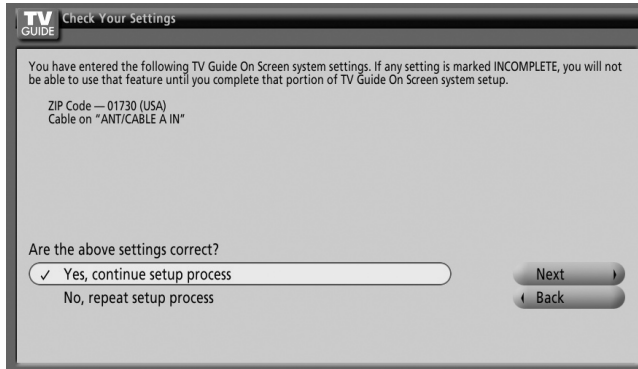 TV
GUIDE
Check Your Settings
You have entered the following TV Guide On Screen system settings. If any setting is marked INCOMPLETE, you will not
be able to use that feature until you complete that portion of TV Guide On Screen system setup.
ZIP Code — 01730 (USA)
Cable on “ANT/CABLE A IN”
Are the above settings correct?
✓ Yes, continue setup process
No, repeat setup process
Next
Back